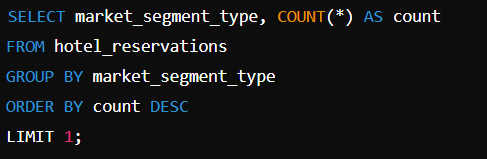 SELECT market_segment_type, COUNT(*) AS count
FROM hotel_reservations
GROUP BY market_segment_type
ORDER BY count DESC
LIMIT 1;